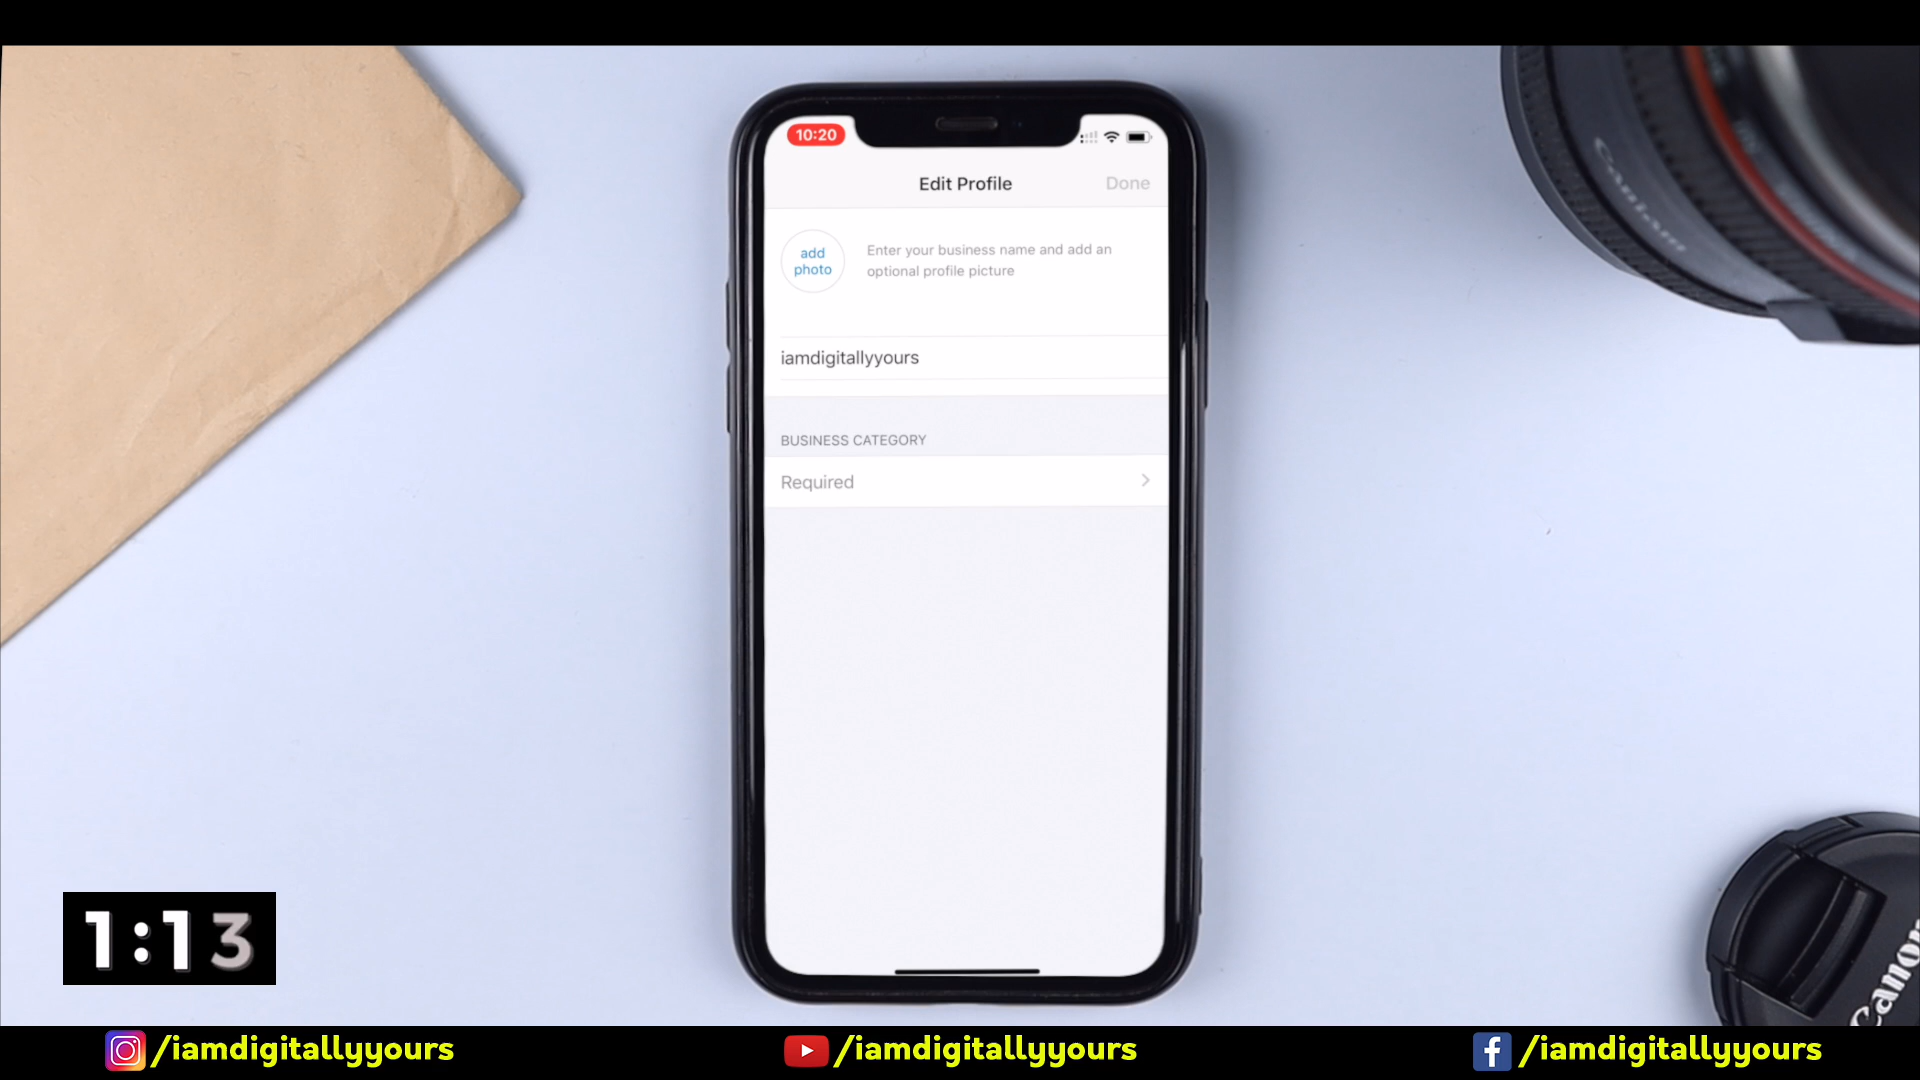 10:20
Edit Profile
Done
add
photo
Enter your business name and add an
optional profile picture
iamdigitallyyours
BUSINESS CATEGORY
Required
1:13
Canon
/iamdigitallyyours
/iamdigitallyyours
/iamdigitallyyours